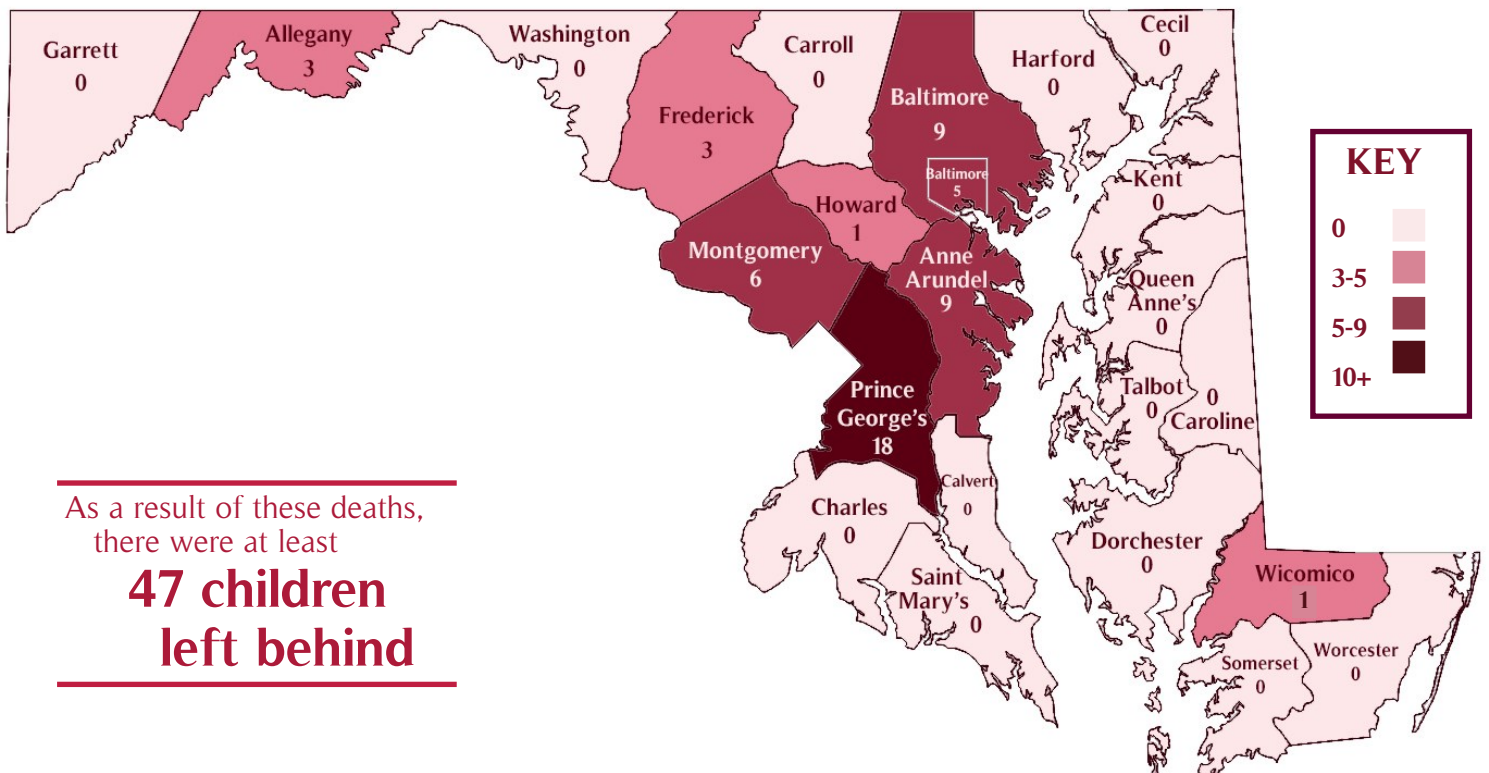 Garrett
0
Allegany
3
Washington
0
Frederick
3
Carroll
0
Baltimore
9
Baltimore
5
Harford
0
Cecil
0
Kent
0
Howard
1
Montgomery
6
Anne
Arundel
9
Queen
Anne's
0
Talbot
0
0
Caroline
Prince
George's
18
Calvert
0
Charles
0
Saint
Mary's
0
Dorchester
0
Wicomico
1
Somerset
0
Worcester
0
KEY
0
3-5
5-9
10+
As a result of these deaths,
there were at least
47 children
left behind